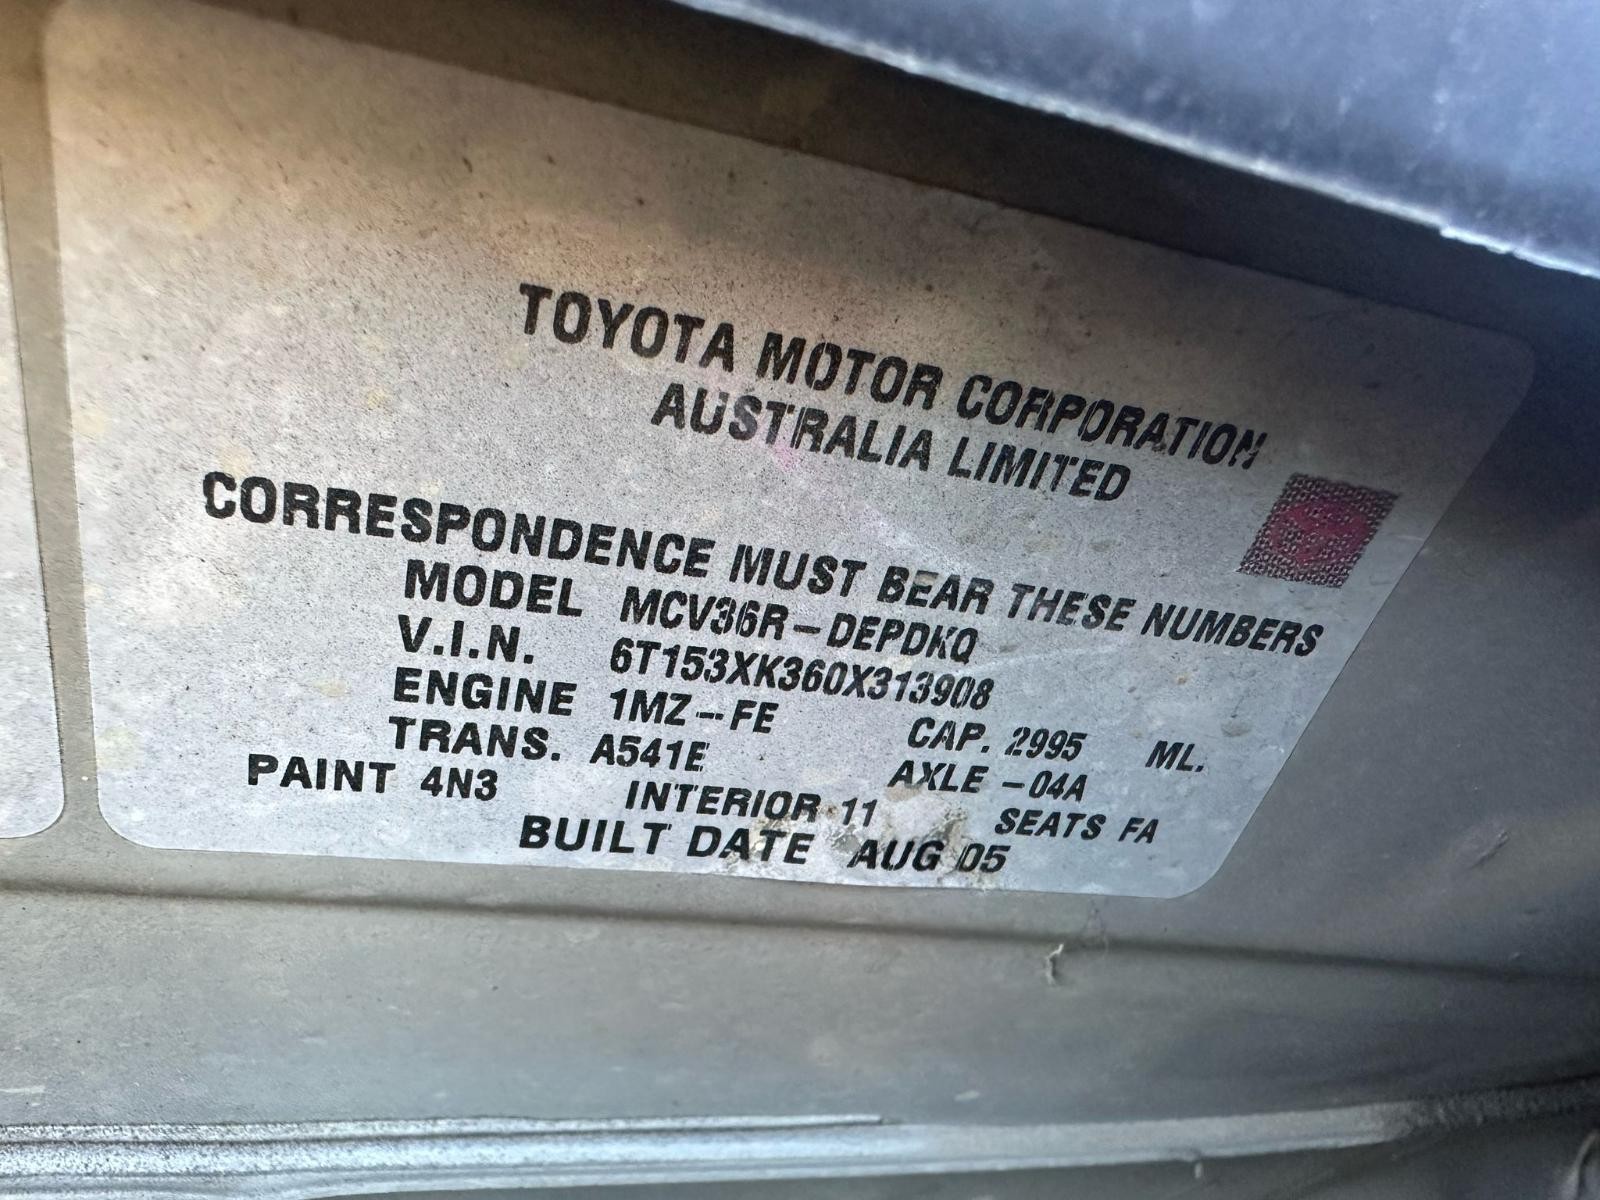 TOYOTA MOTOR CORPORATION
AUSTRALIA LIMITED
CORRESPONDENCE MUST BEAR THESE NUMBERS
MODEL MCV36R-DEPDKQ
V.I.N. 6T153XK360X313908
ENGINE 1MZ-FE CAP. 2995 ML.
TRANS. A541E AXLE -04A
PAINT 4N3 INTERIOR 11 SEATS FA
BUILT DATE AUG 05